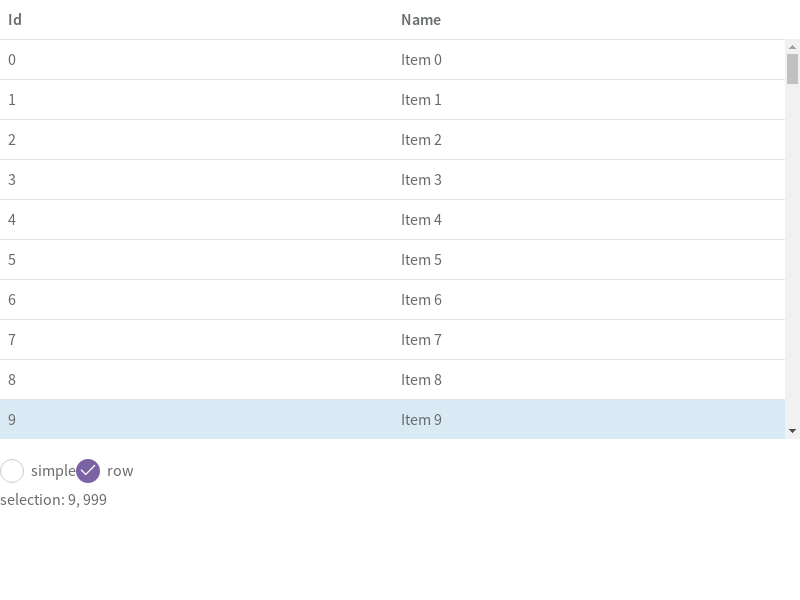 Id Name
0 Item 0
1 Item 1
2 Item 2
3 Item 3
4 Item 4
5 Item 5
6 Item 6
7 Item 7
8 Item 8
9 Item 9
simple row
selection: 9, 999